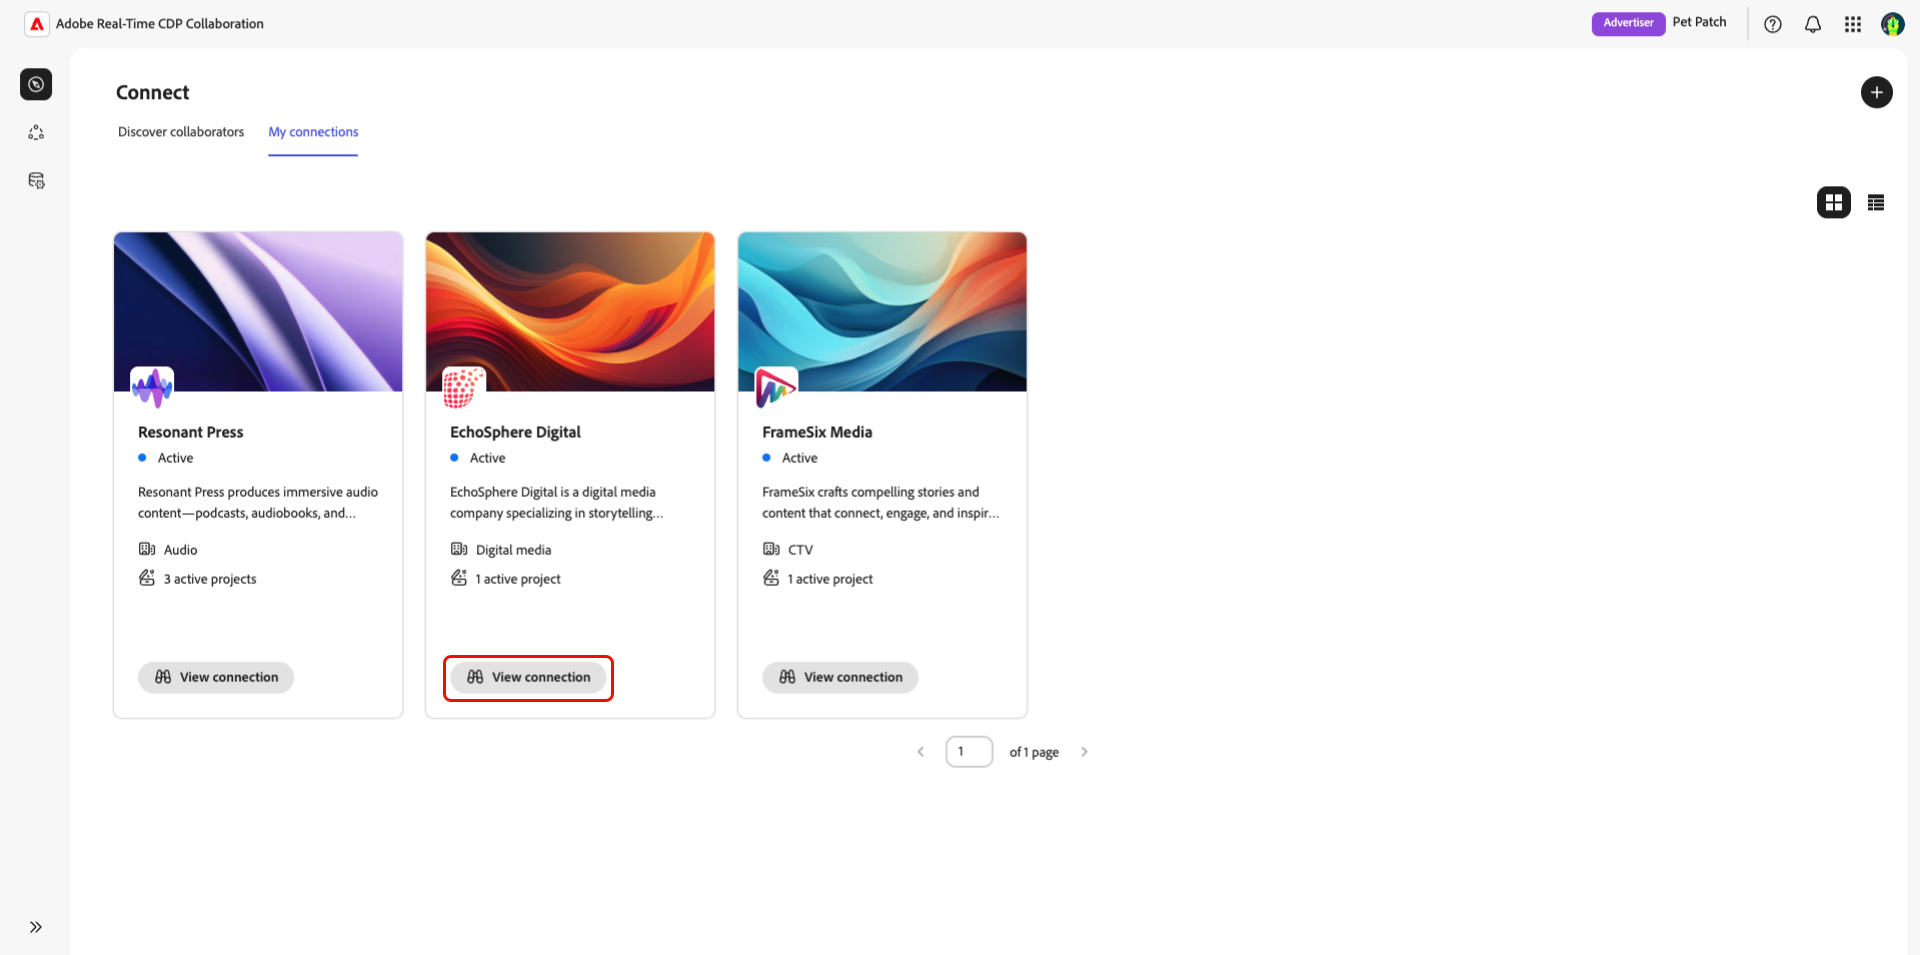 Adobe Real-Time CDP Collaboration
Advertiser
Pet Patch
Connect
Discover collaborators
My connections
Resonant Press
Active
Resonant Press produces immersive audio
content—podcasts, audiobooks, and...
Audio
3 active projects
View connection
EchoSphere Digital
Active
EchoSphere Digital is a digital media
company specializing in storytelling...
Digital media
1 active project
View connection
FrameSix Media
Active
FrameSix crafts compelling stories and
content that connect, engage, and inspir...
CTV
1 active project
View connection
1
of 1 page